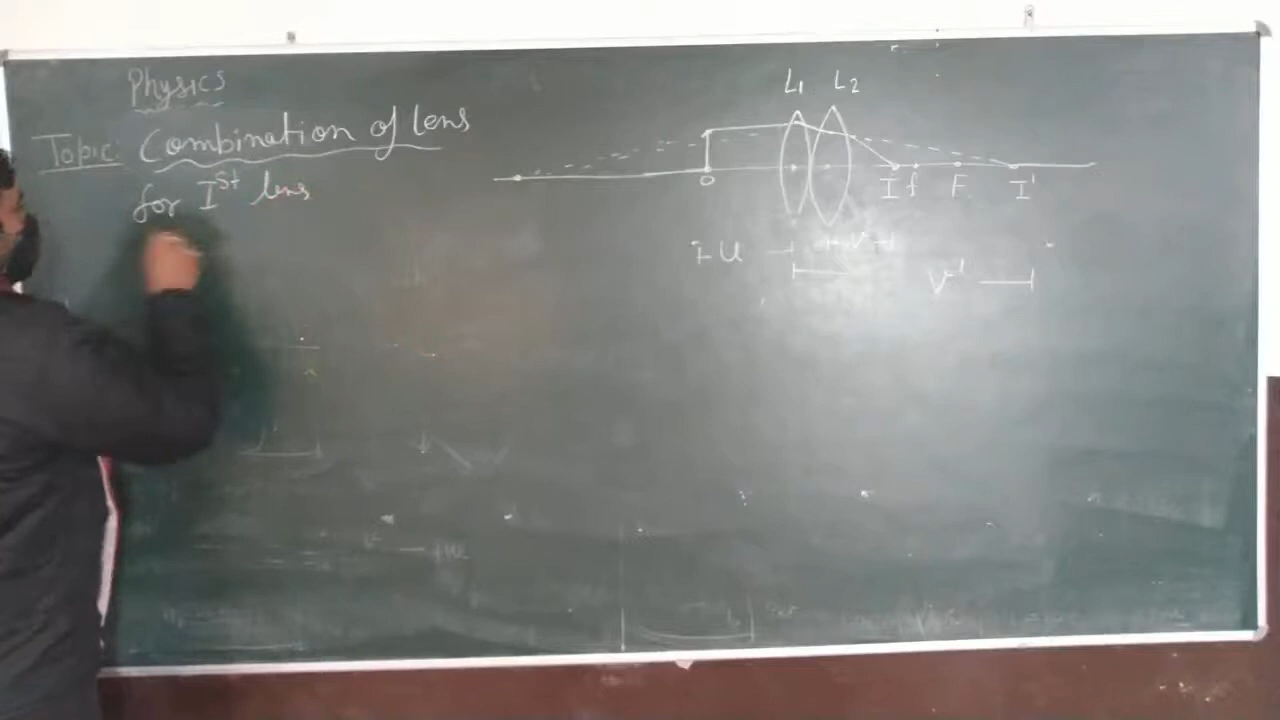 Physics
Topic: Combination of lens
for Ist lens
L1 L2
O I f F I'
U V
V'